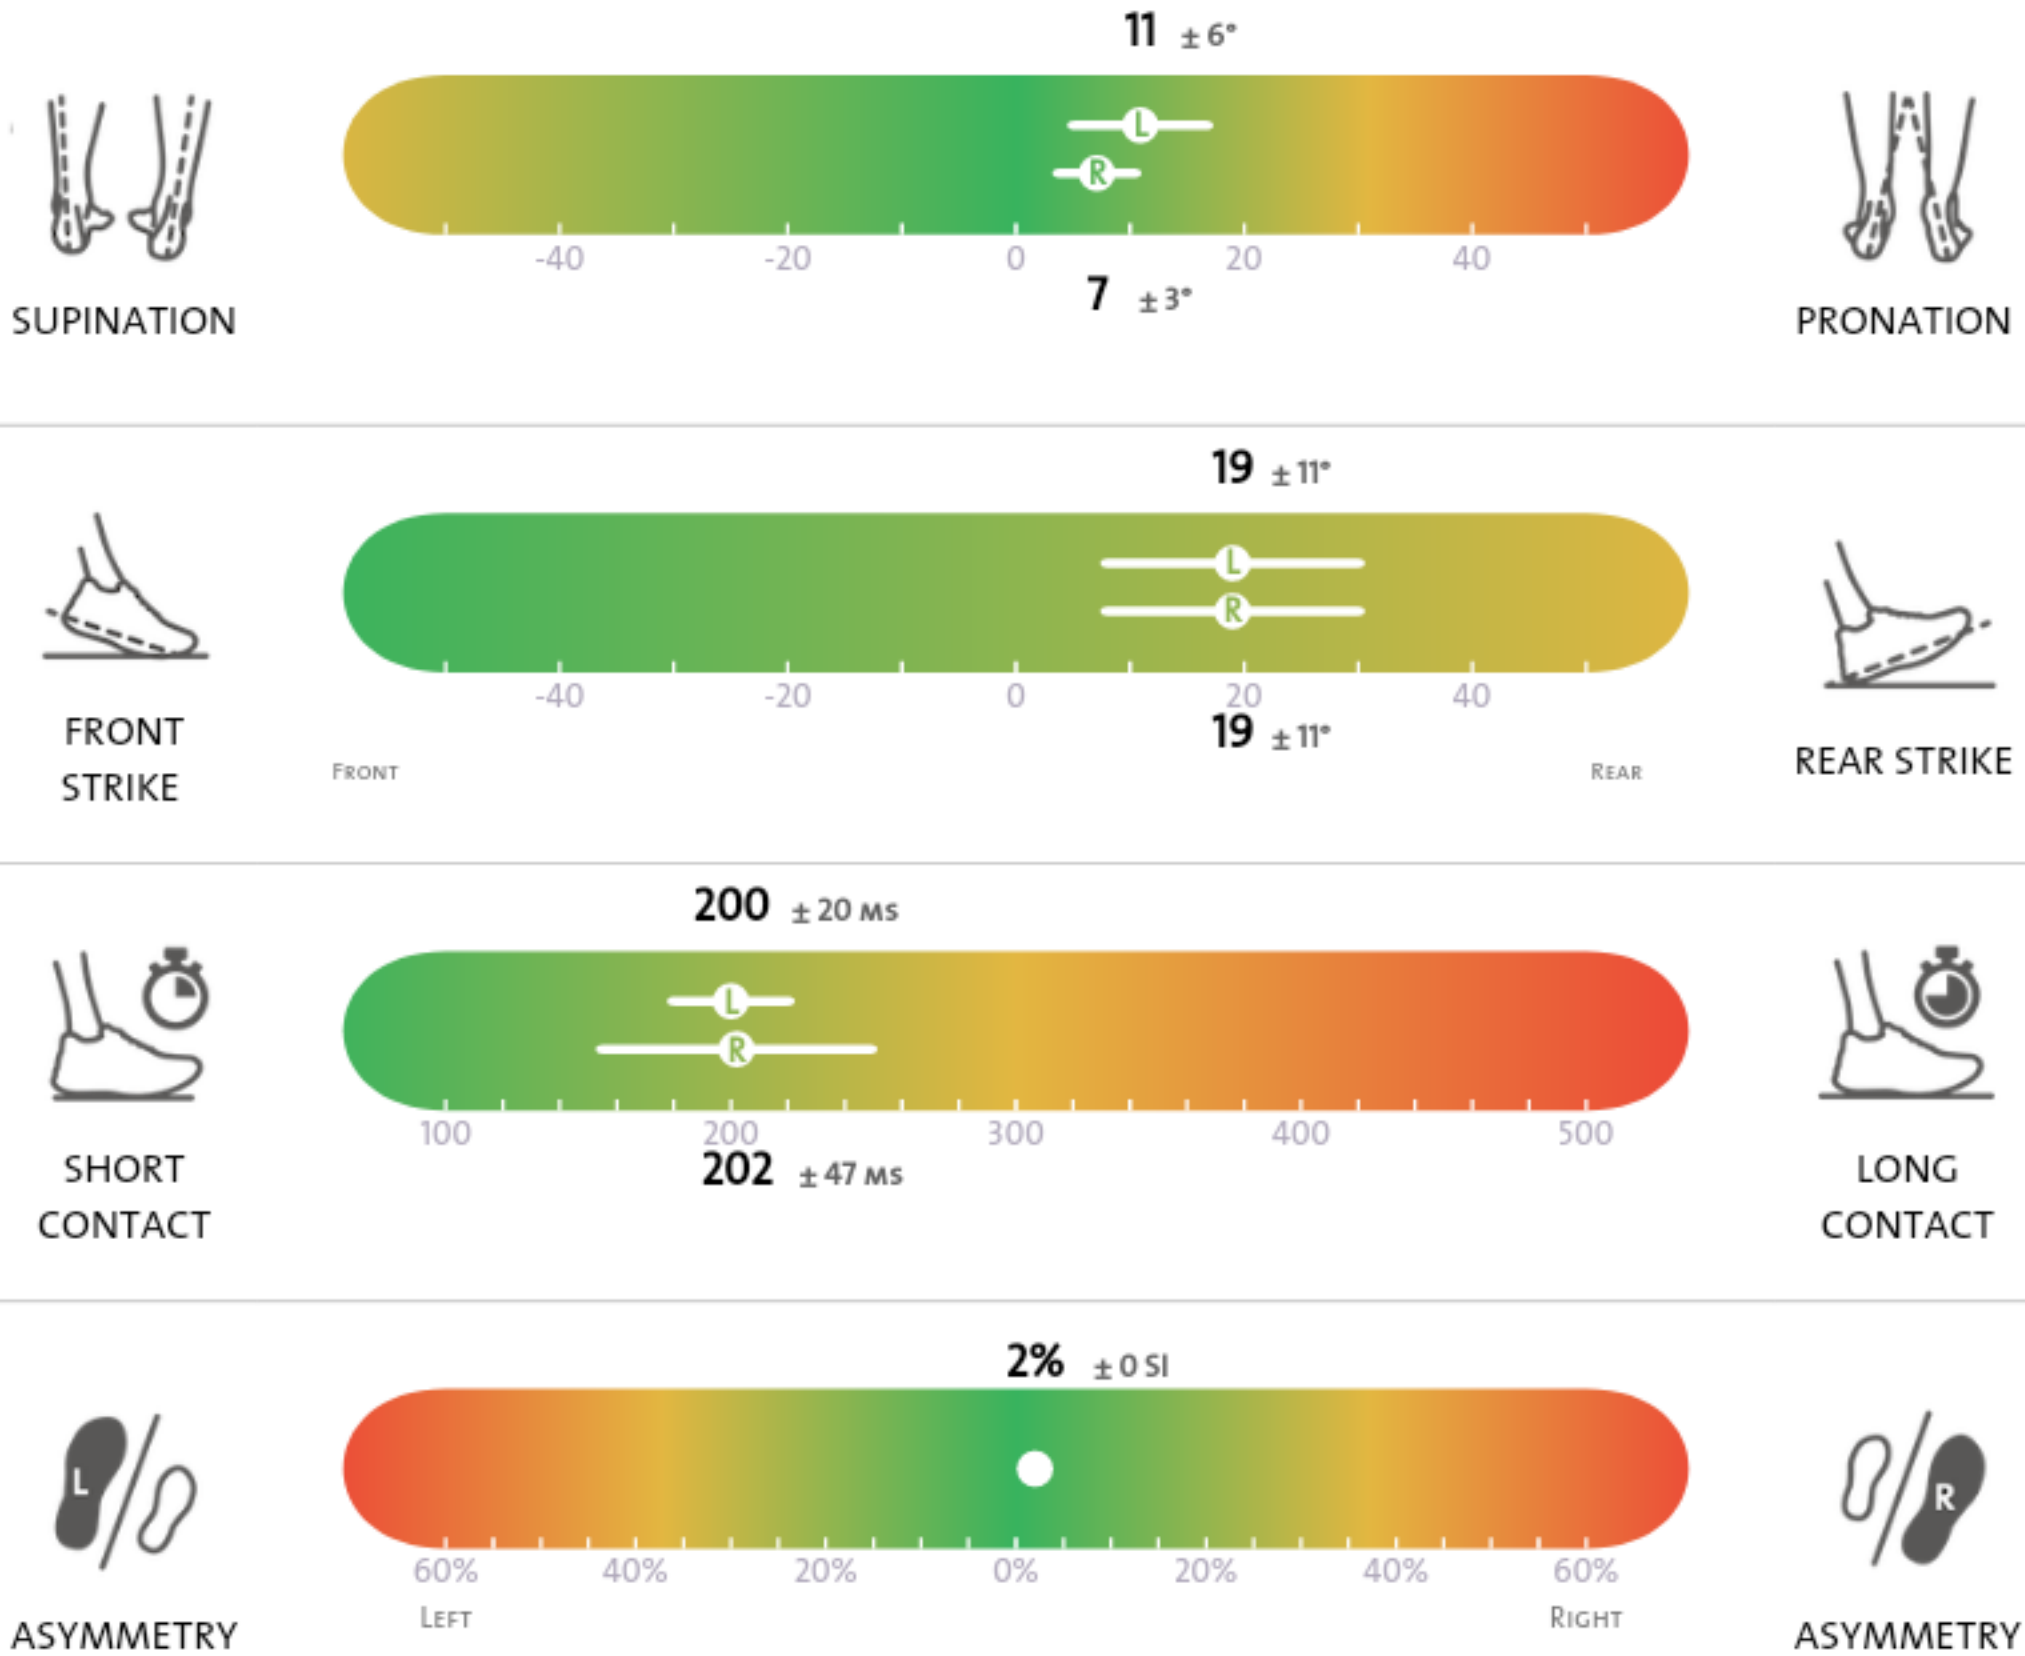 11 ± 6°
L
R
-40 -20 0 20 40
7 ± 3°
SUPINATION
PRONATION
19 ± 11°
L
R
-40 -20 0 20 40
19 ± 11°
FRONT
STRIKE
FRONT
REAR
REAR STRIKE
200 ± 20 MS
L
R
100 200 300 400 500
202 ± 47 MS
SHORT
CONTACT
LONG
CONTACT
2% ± 0 SI
L
R
60% 40% 20% 0% 20% 40% 60%
LEFT
RIGHT
ASYMMETRY
ASYMMETRY